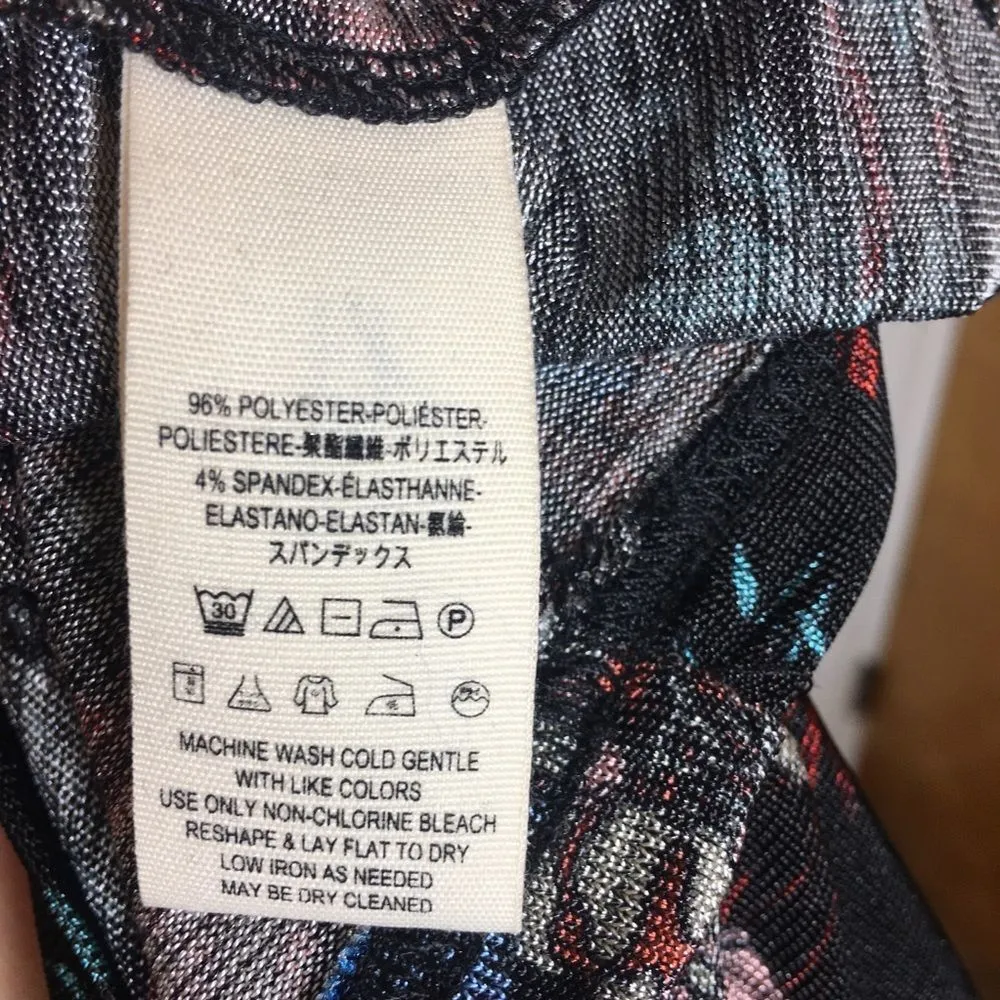 96% POLYESTER-POLIÉSTER-
POLIESTERE-聚酯纖維-ポリエステル
4% SPANDEX-ÉLASTHANNE-
ELASTANO-ELASTAN-氨綸-
スパンデックス
30
P
MACHINE WASH COLD GENTLE
WITH LIKE COLORS
USE ONLY NON-CHLORINE BLEACH
RESHAPE & LAY FLAT TO DRY
LOW IRON AS NEEDED
MAY BE DRY CLEANED